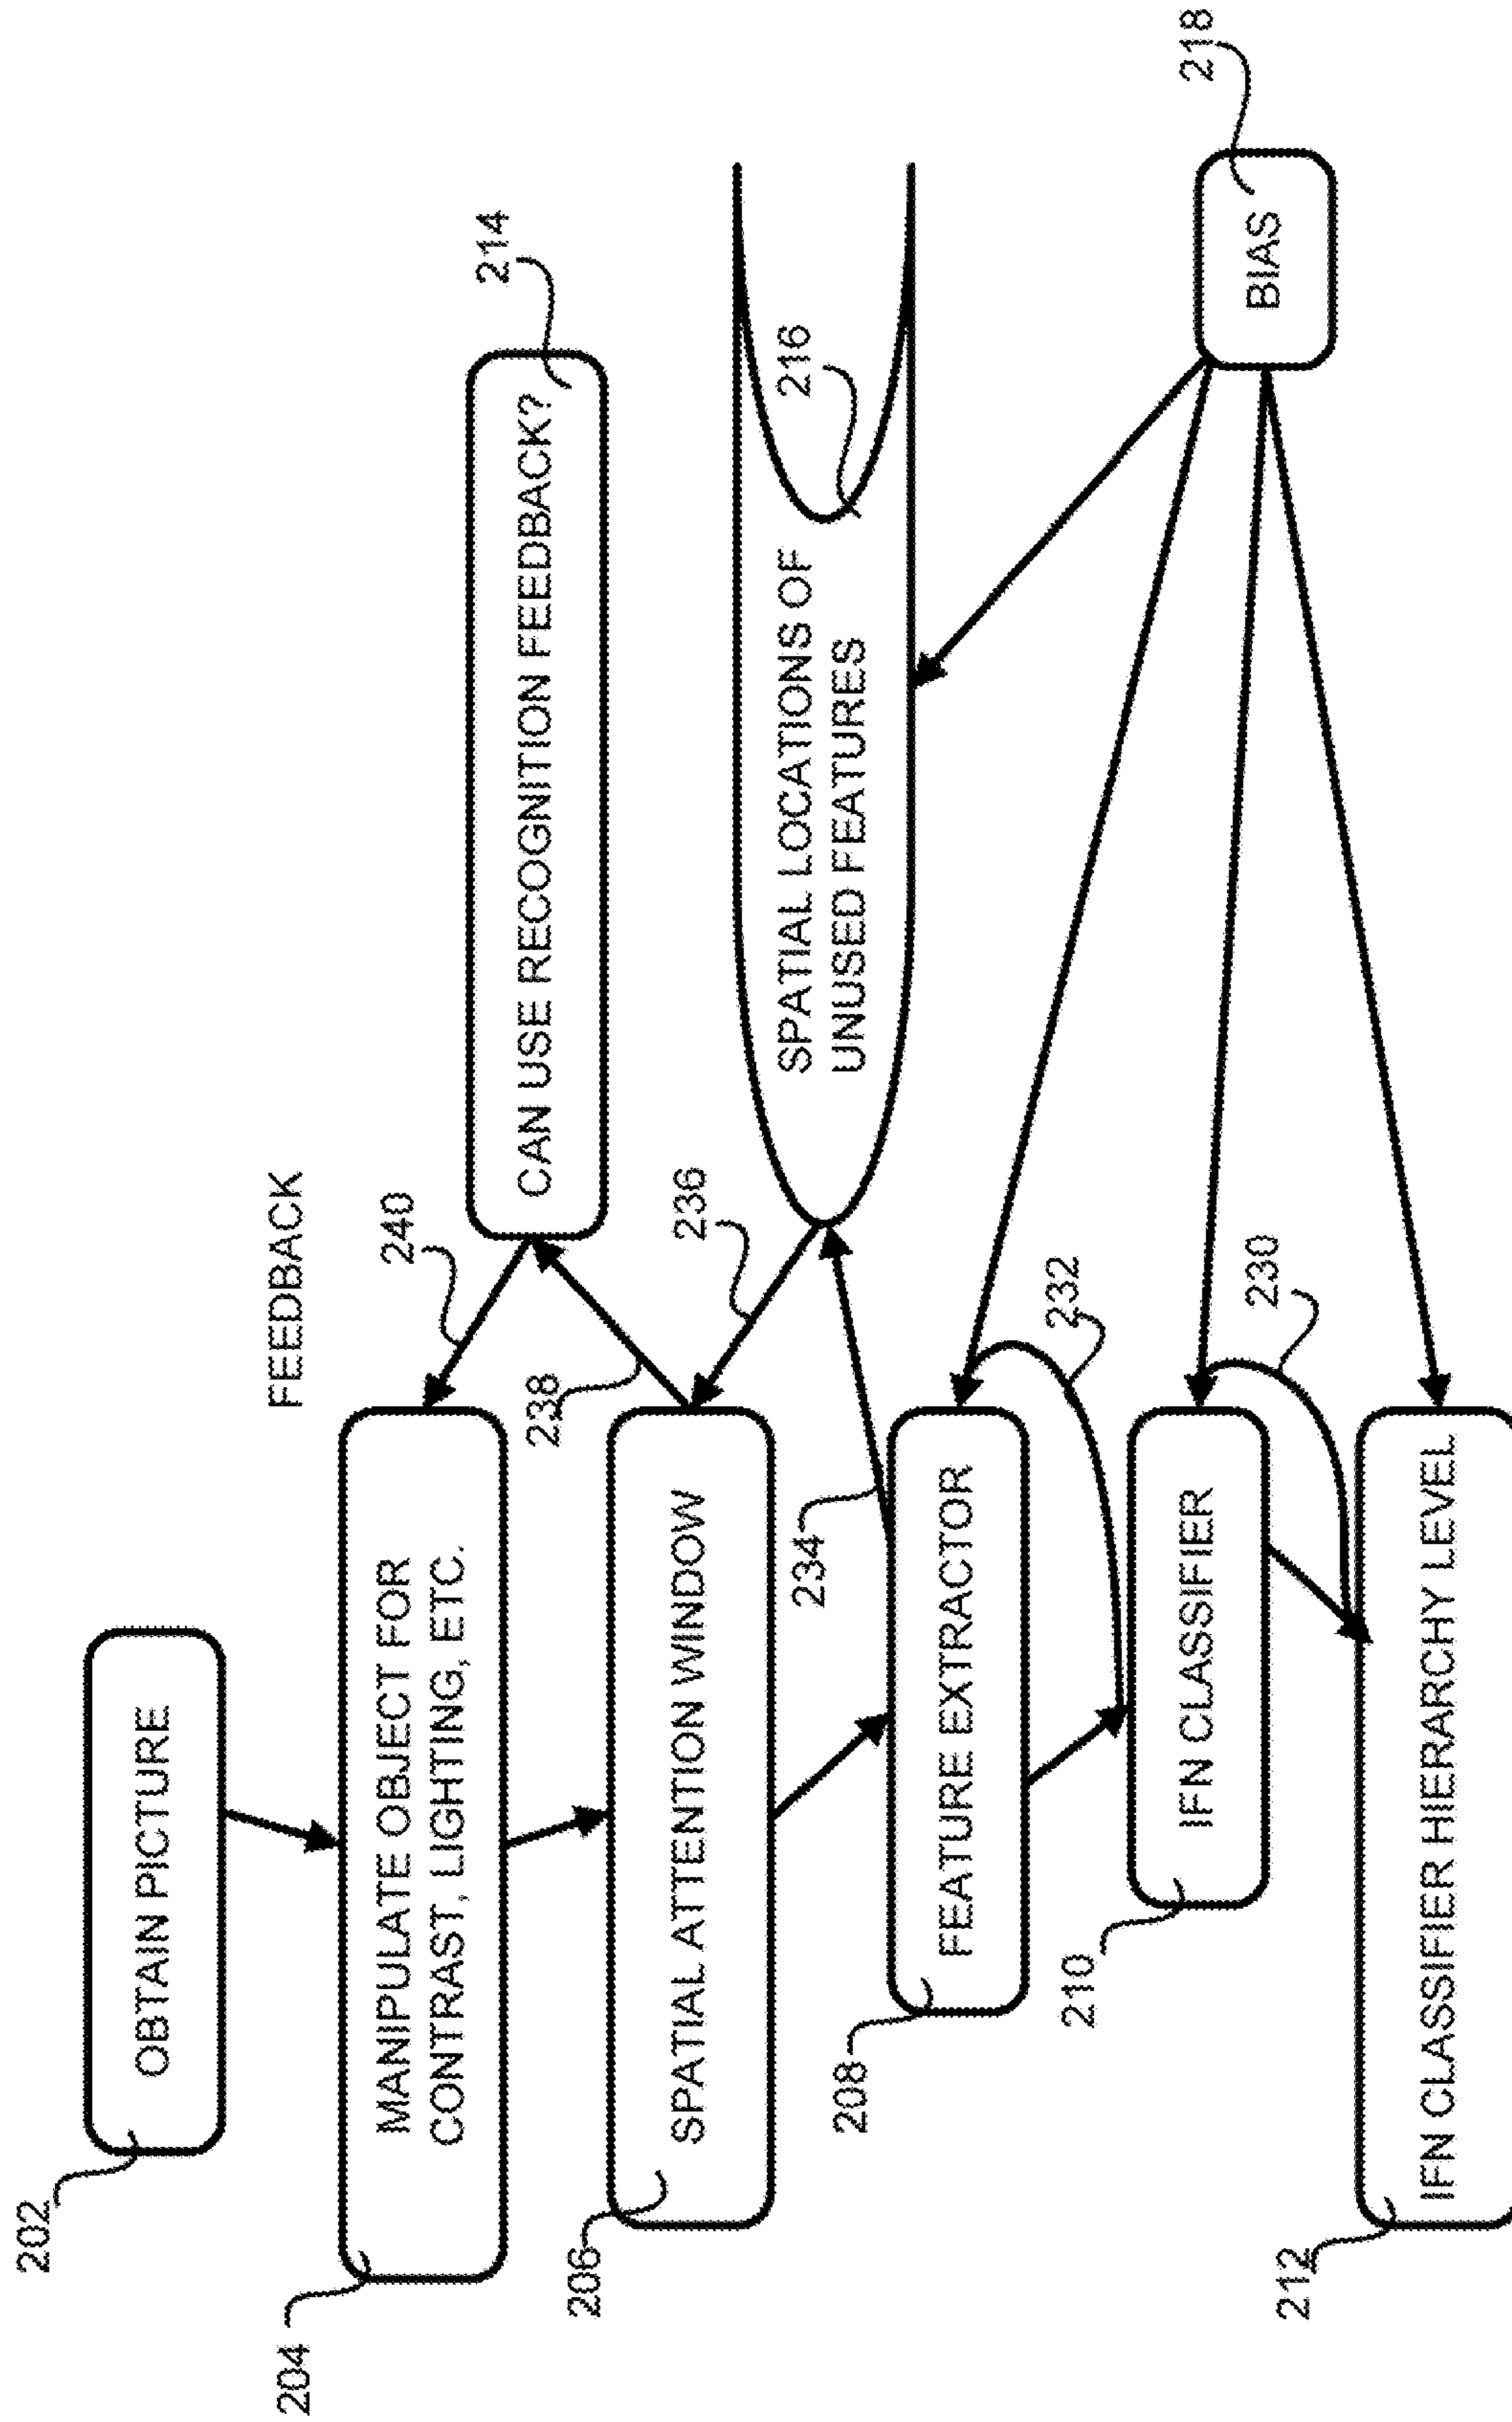 202
OBTAIN PICTURE
FEEDBACK
204
MANIPULATE OBJECT FOR
CONTRAST, LIGHTING, ETC.
240
214
CAN USE RECOGNITION FEEDBACK?
238
206
SPATIAL ATTENTION WINDOW
236
216
SPATIAL LOCATIONS OF
UNUSED FEATURES
234
208
FEATURE EXTRACTOR
232
210
IFN CLASSIFIER
230
218
BIAS
212
IFN CLASSIFIER HIERARCHY LEVEL